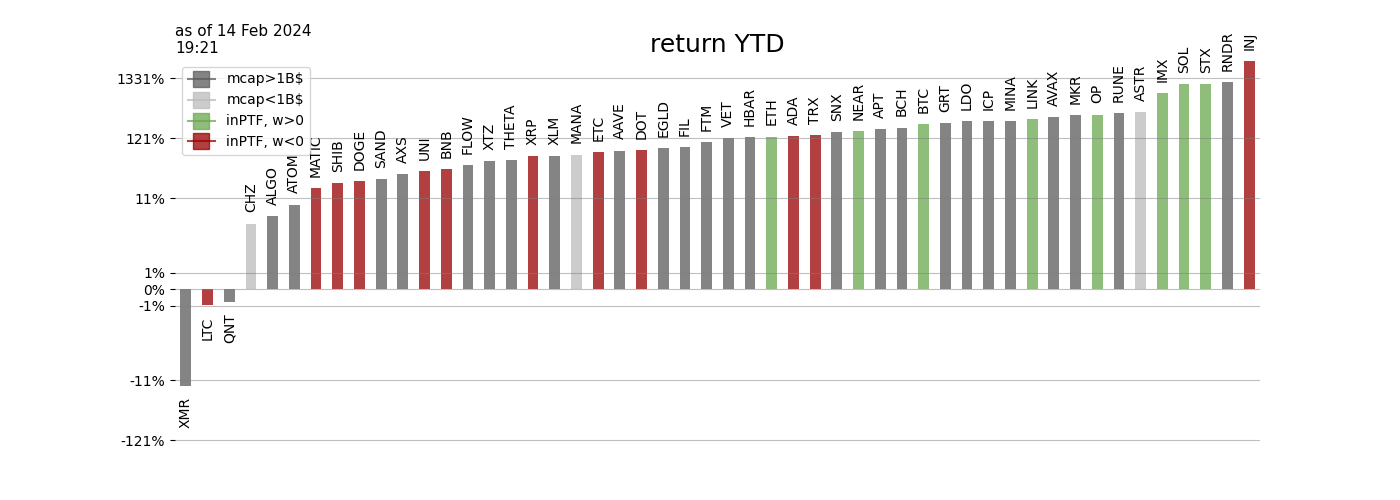 as of 14 Feb 2024
19:21
return YTD
mcap>1B$
mcap<1B$
inPTF, w>0
inPTF, w<0
1331%
121%
11%
1%
0%
-1%
-11%
-121%
XMR
LTC
QNT
CHZ
ALGO
ATOM
MATIC
SHIB
DOGE
SAND
AXS
UNI
BNB
FLOW
XTZ
THETA
XRP
XLM
MANA
ETC
AAVE
DOT
EGLD
FIL
FTM
VET
HBAR
ETH
ADA
TRX
SNX
NEAR
APT
BCH
BTC
GRT
LDO
ICP
MINA
LINK
AVAX
MKR
OP
RUNE
ASTR
IMX
SOL
STX
RNDR
INJ